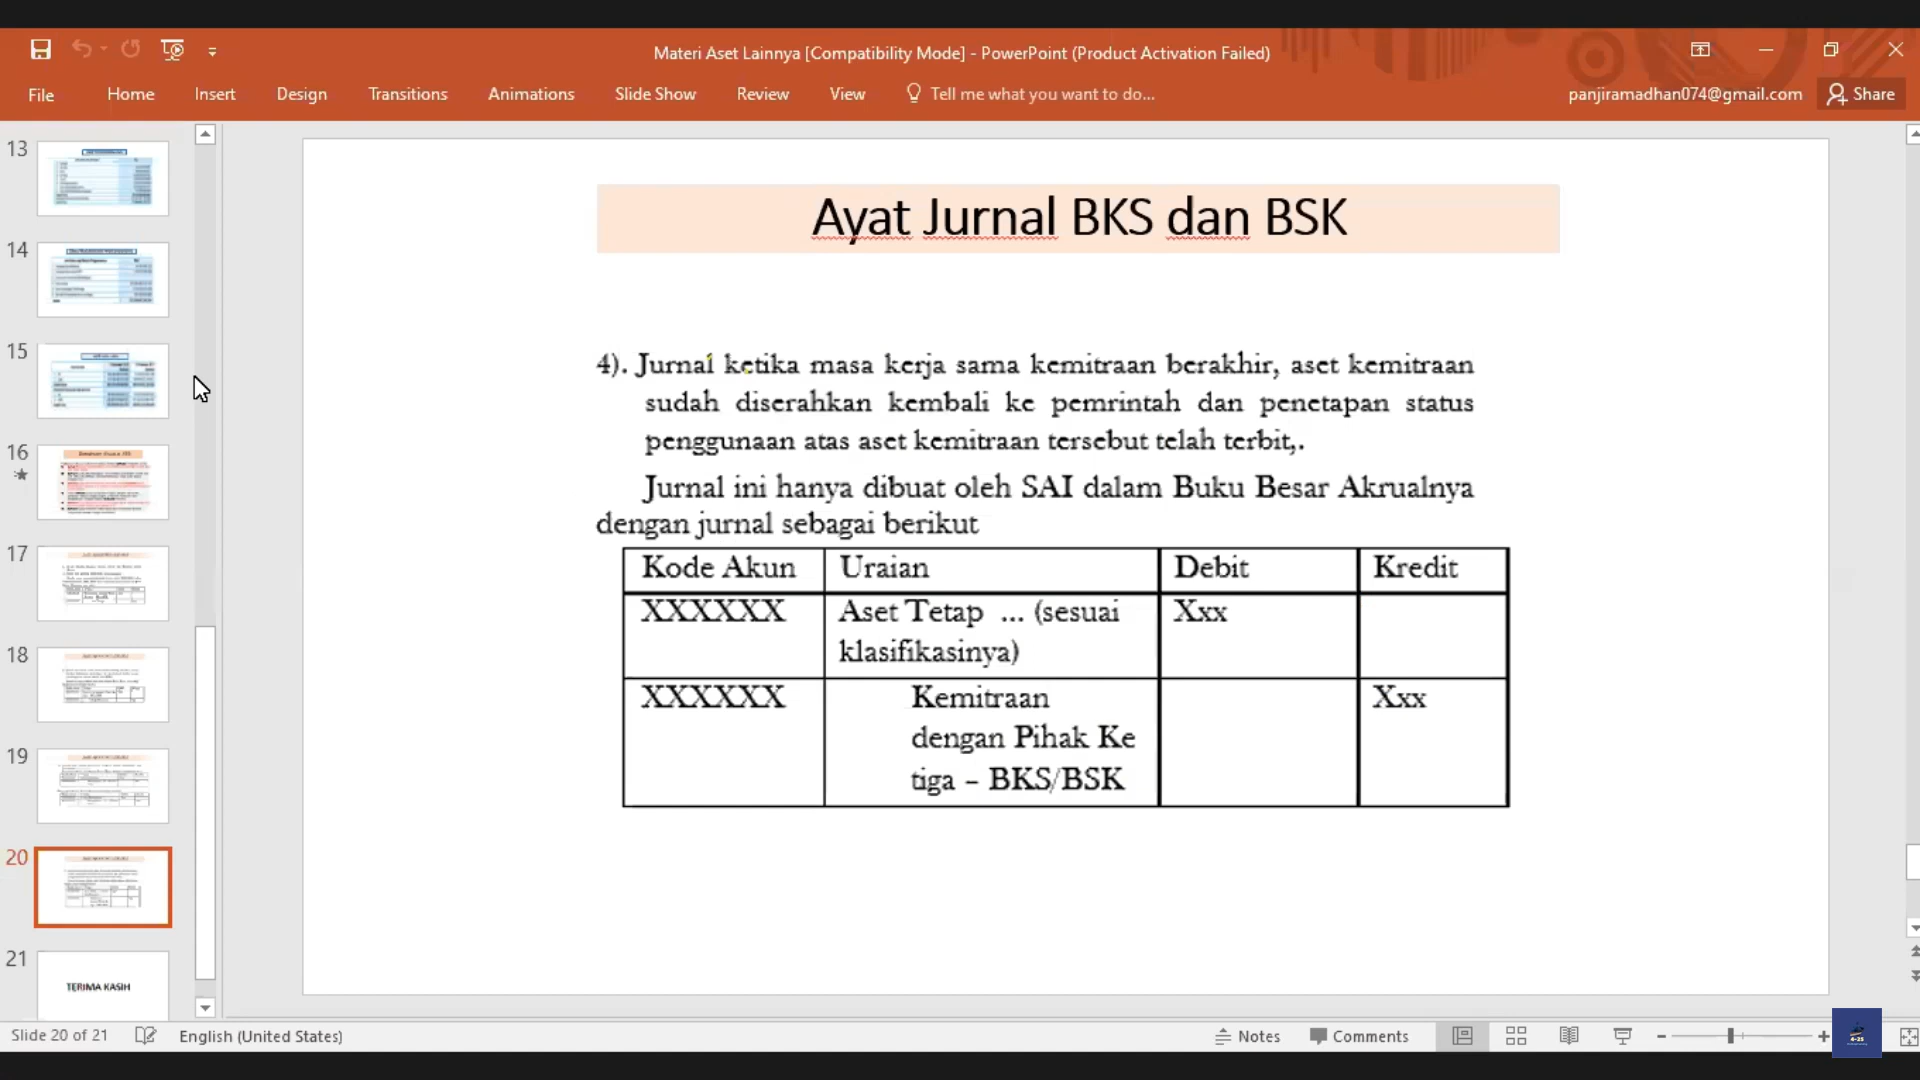 Materi Aset Lainnya [Compatibility Mode] - PowerPoint (Product Activation Failed)
File Home Insert Design Transitions Animations Slide Show Review View Tell me what you want to do... panjiramadhan074@gmail.com Share
13
14
15
16
17
18
19
20
21
TERIMA KASIH
Ayat Jurnal BKS dan BSK
4). Jurnal ketika masa kerja sama kemitraan berakhir, aset kemitraan
sudah diserahkan kembali ke pemrintah dan penetapan status
penggunaan atas aset kemitraan tersebut telah terbit,.
Jurnal ini hanya dibuat oleh SAI dalam Buku Besar Akrualnya
dengan jurnal sebagai berikut
Kode Akun Uraian Debit Kredit
XXXXXX Aset Tetap ... (sesuai Xxx
klasifikasinya)
XXXXXX Kemitraan Xxx
dengan Pihak Ke
tiga – BKS/BSK
Slide 20 of 21 English (United States) Notes Comments
4-25